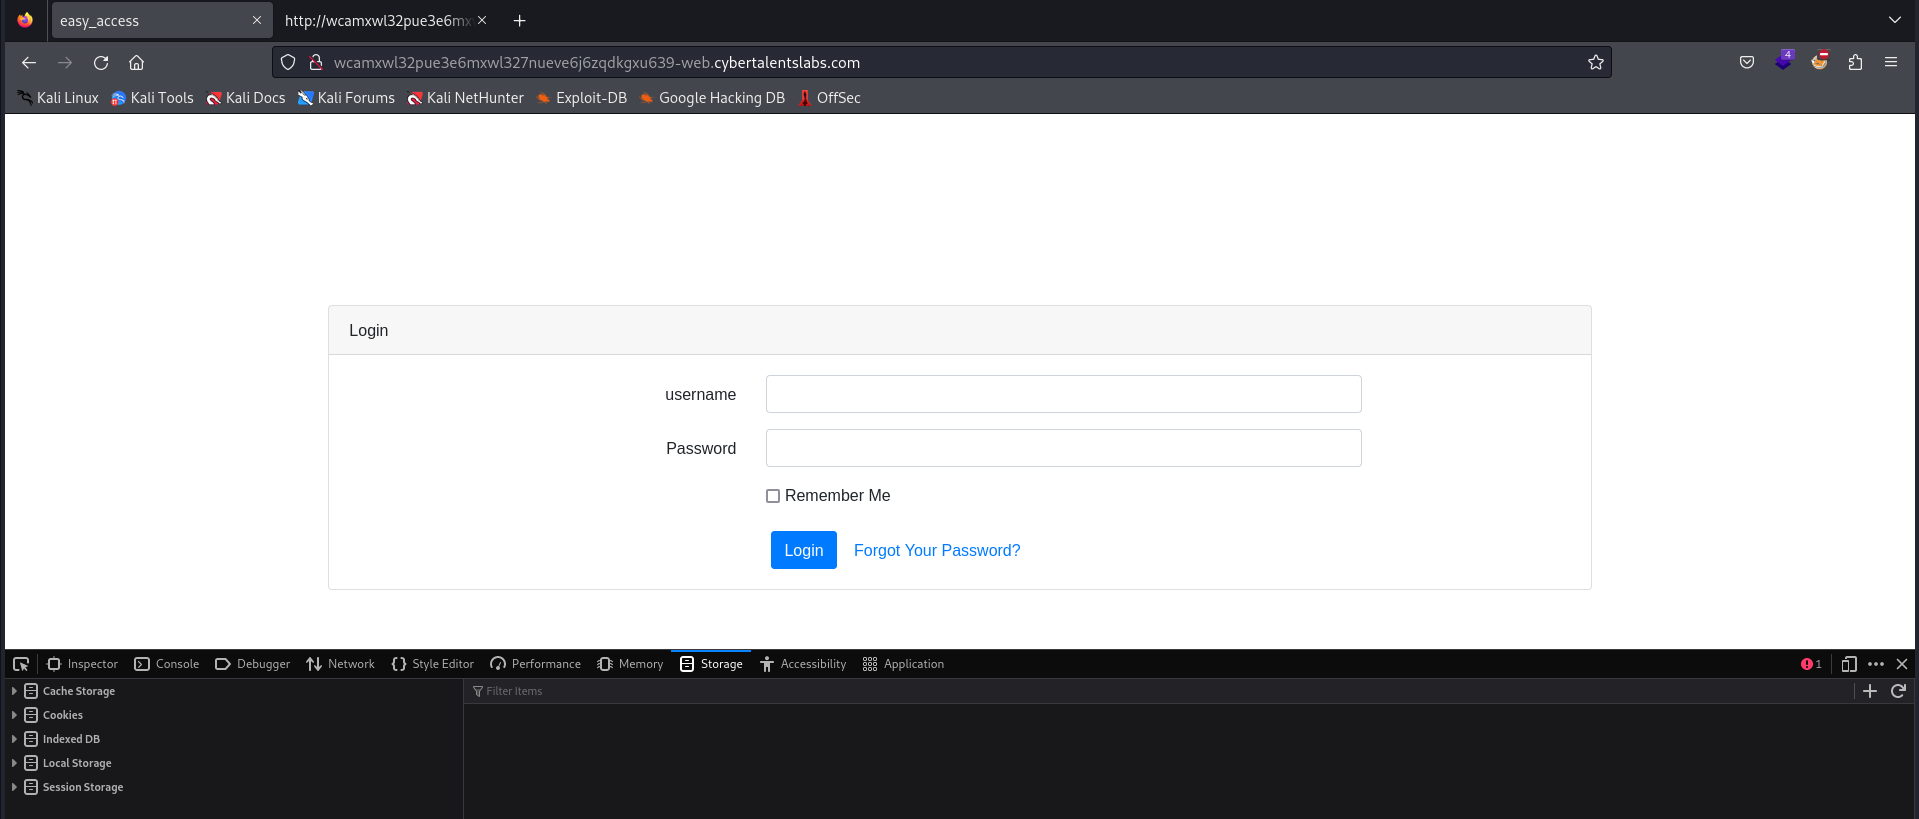 easy_access
http://wcamxwl32pue3e6mx
4
wcamxwl32pue3e6mxwl327nueve6j6zqdkgxu639-web.cybertalentslabs.com
Kali Linux Kali Tools Kali Docs Kali Forums Kali NetHunter Exploit-DB Google Hacking DB OffSec
Login
username
Password
Remember Me
Login Forgot Your Password?
Inspector Console Debugger Network Style Editor Performance Memory Storage Accessibility Application 1
Cache Storage
Filter Items
Cookies
Indexed DB
Local Storage
Session Storage